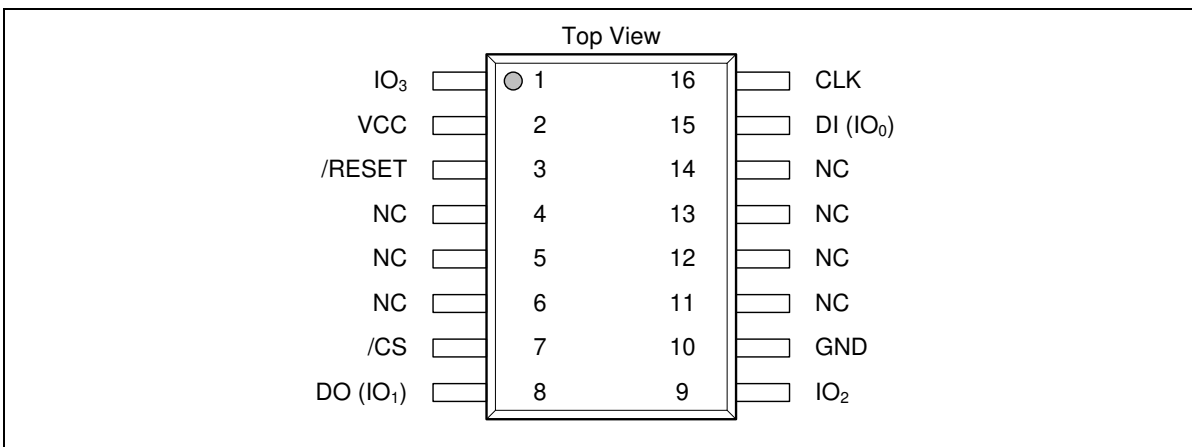 Top View
IO₃ 1 16 CLK
VCC 2 15 DI (IO₀)
/RESET 3 14 NC
NC 4 13 NC
NC 5 12 NC
NC 6 11 NC
/CS 7 10 GND
DO (IO₁) 8 9 IO₂